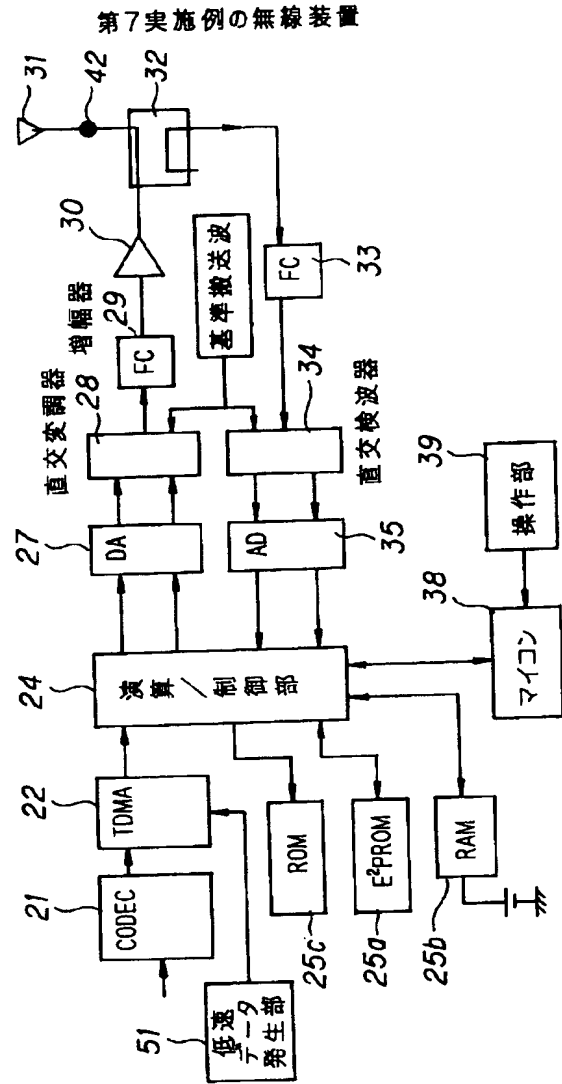 第7実施例の無線装置
31
42
32
30
増幅器
29
FC
直交変調器
28
基準搬送波
FC
33
34
直交検波器
27
DA
AD
35
39
操作部
38
マイコン
24
演算/制御部
22
TDMA
21
CODEC
51
低速
データ
発生部
ROM
25c
E²PROM
25a
RAM
25b